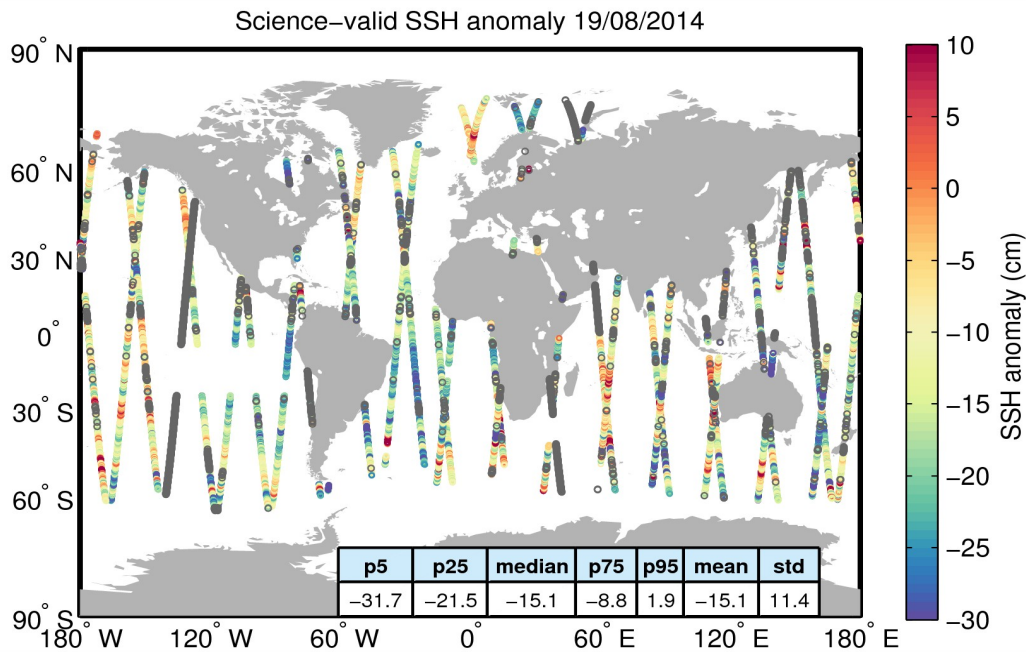 Science−valid SSH anomaly 19/08/2014
90° N
60° N
30° N
0°
30° S
60° S
90° S
180° W
120° W
60° W
0°
60° E
120° E
180° E
p5 p25 median p75 p95 mean std
−31.7 −21.5 −15.1 −8.8 1.9 −15.1 11.4
10
5
0
−5
−10
−15
−20
−25
−30
SSH anomaly (cm)